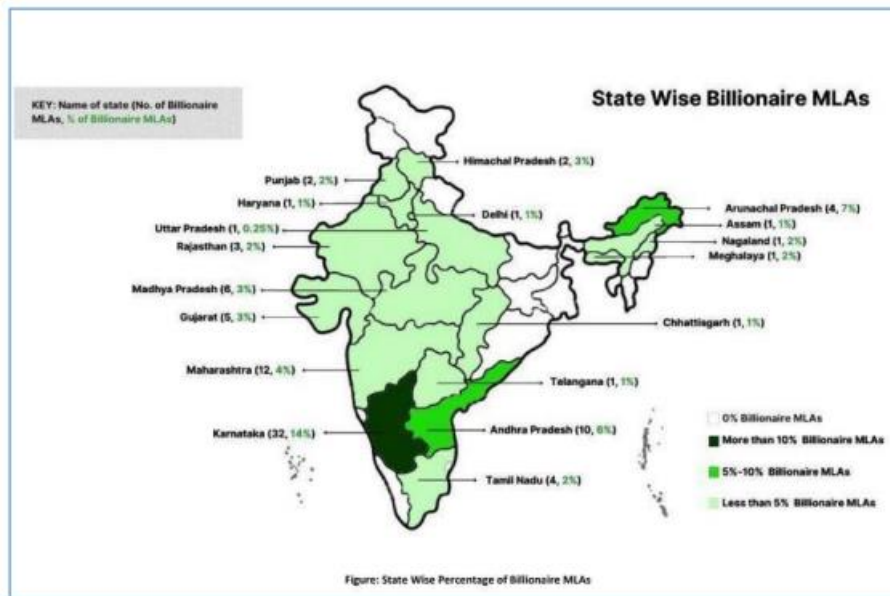 State Wise Billionaire MLAs
KEY: Name of state (No. of Billionaire
MLAs, % of Billionaire MLAs)
Himachal Pradesh (2, 3%)
Punjab (2, 2%)
Haryana (1, 1%)
Delhi (1, 1%)
Arunachal Pradesh (4, 7%)
Assam (1, 1%)
Uttar Pradesh (1, 0.25%)
Nagaland (1, 2%)
Rajasthan (3, 2%)
Meghalaya (1, 2%)
Madhya Pradesh (6, 3%)
Gujarat (5, 3%)
Chhattisgarh (1, 1%)
Maharashtra (12, 4%)
Telangana (1, 1%)
Karnataka (32, 14%)
Andhra Pradesh (10, 6%)
Tamil Nadu (4, 2%)
0% Billionaire MLAs
More than 10% Billionaire MLAs
5%-10% Billionaire MLAs
Less than 5% Billionaire MLAs
Figure: State Wise Percentage of Billionaire MLAs